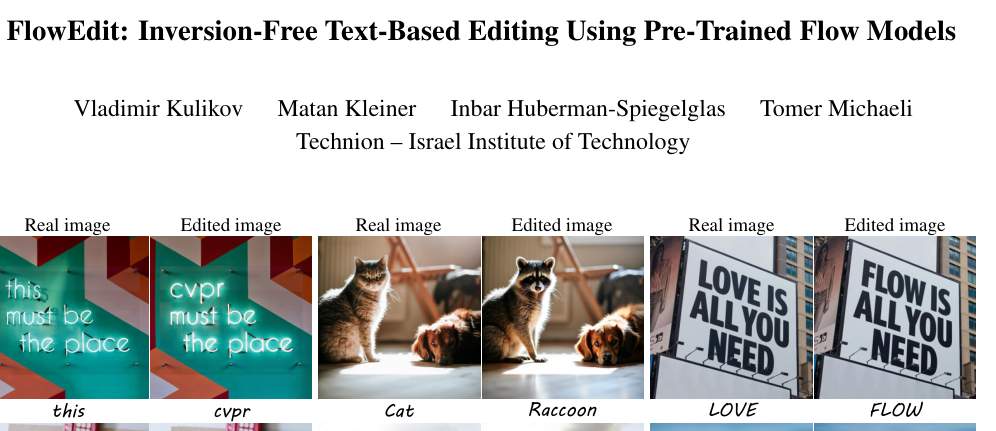 FlowEdit: Inversion-Free Text-Based Editing Using Pre-Trained Flow Models
Vladimir Kulikov Matan Kleiner Inbar Huberman-Spiegelglas Tomer Michaeli
Technion – Israel Institute of Technology
Real image Edited image Real image Edited image Real image Edited image
this
must be
the place
cvpr
must be
the place
LOVE IS
ALL YOU
NEED
FLOW IS
ALL YOU
NEED
this cvpr Cat Raccoon LOVE FLOW